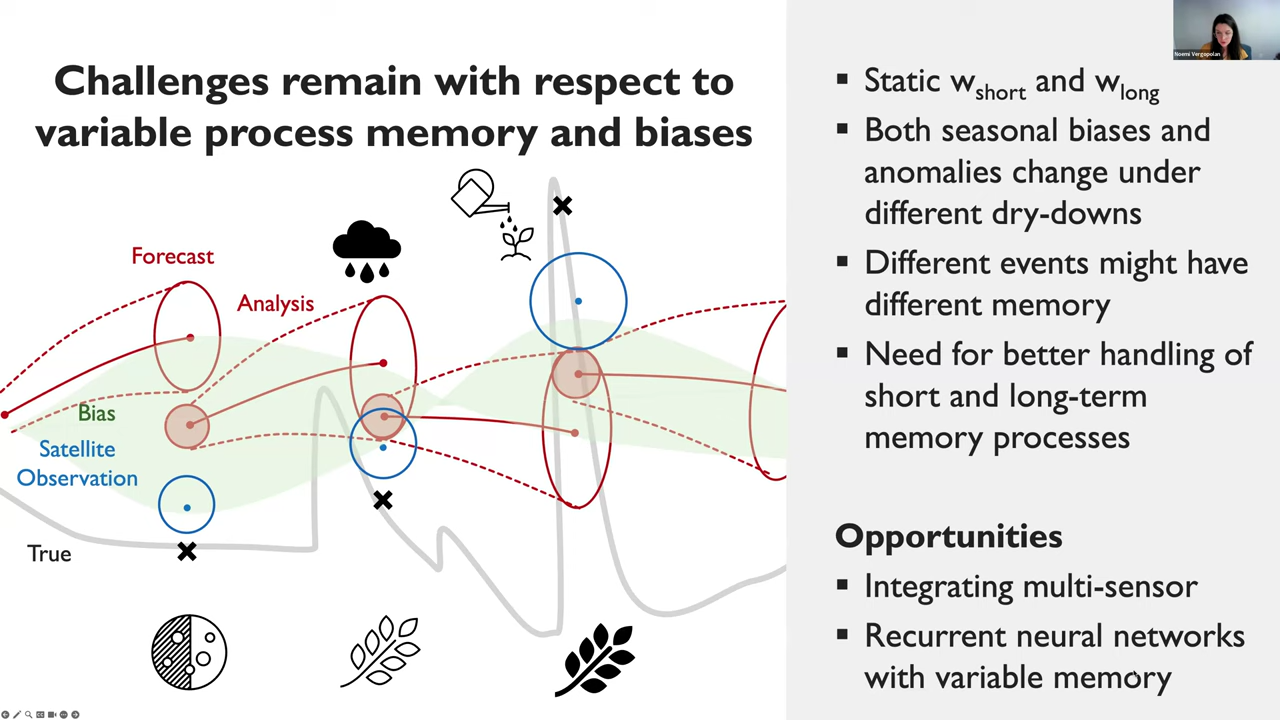 Challenges remain with respect to
variable process memory and biases
Forecast
Analysis
Bias
Satellite
Observation
True
▪ Static wshort and wlong
▪ Both seasonal biases and
anomalies change under
different dry-downs
▪ Different events might have
different memory
▪ Need for better handling of
short and long-term
memory processes
Opportunities
▪ Integrating multi-sensor
▪ Recurrent neural networks
with variable memory
Noemi Vergopolan